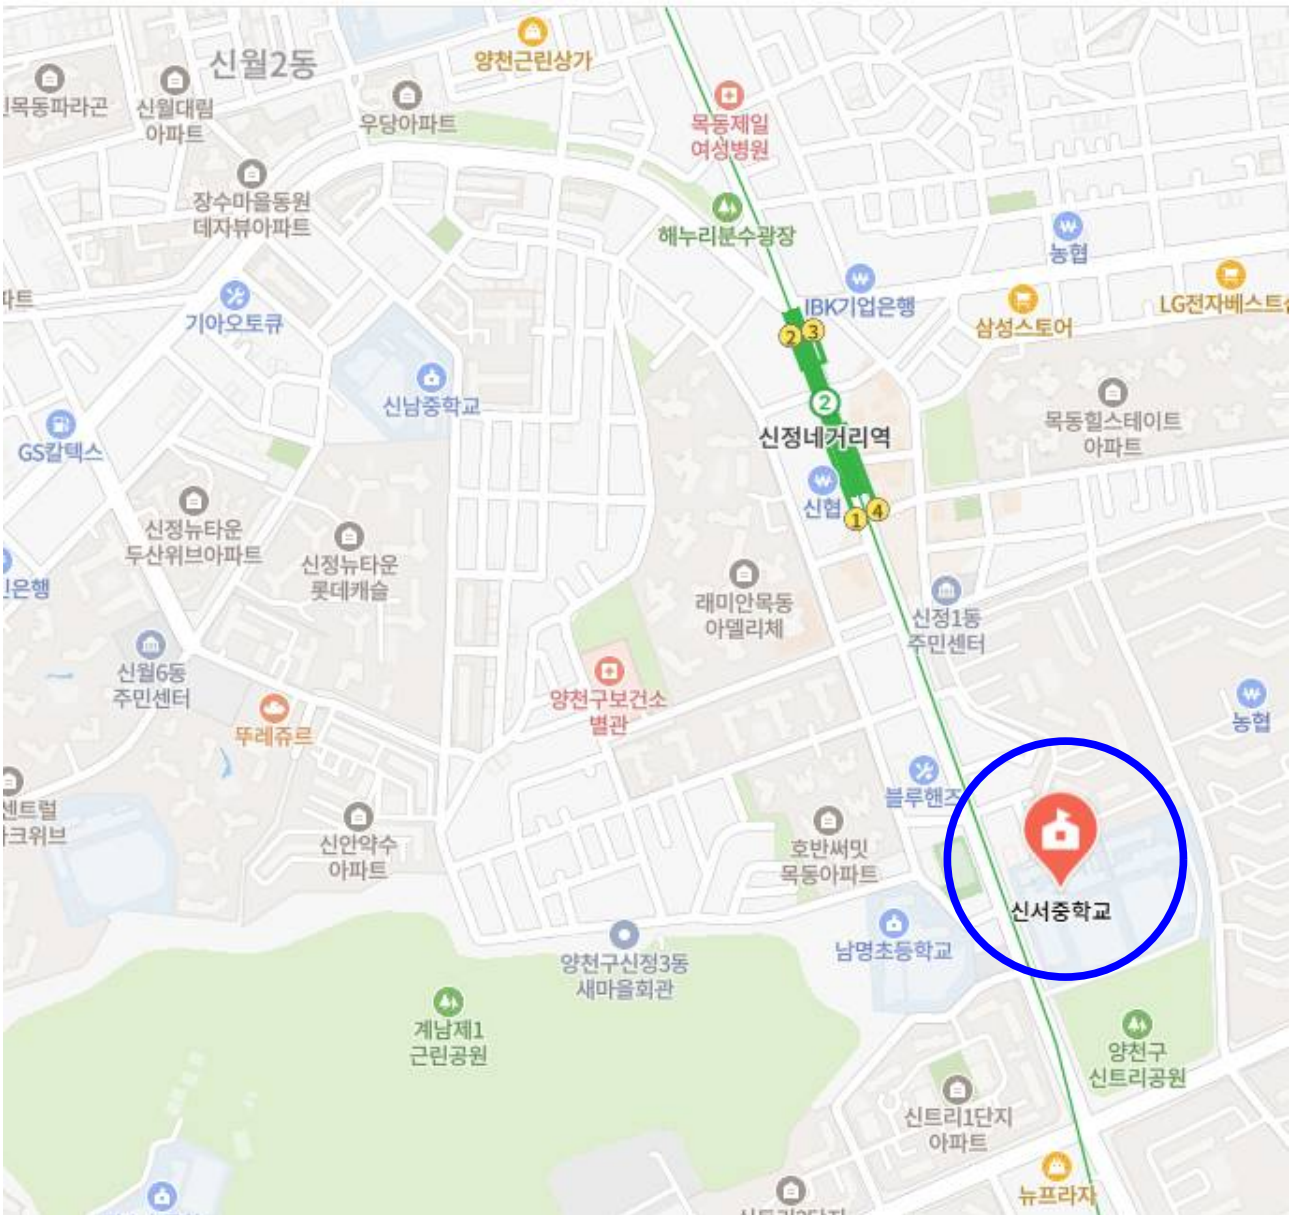 신월2동
양천근린상가
목동파라곤
신월대림
아파트
우당아파트
목동제일
여성병원
장수마을동원
데자뷰아파트
해누리분수광장
농협
IBK기업은행
LG전자베스트
삼성스토어
기아오토큐
2
3
신남중학교
2
신정네거리역
목동힐스테이트
아파트
GS칼텍스
신협
1
4
신정뉴타운
두산위브아파트
신정뉴타운
롯데캐슬
은행
래미안목동
아델리체
신정1동
주민센터
신월6동
주민센터
양천구보건소
별관
뚜레쥬르
농협
블루핸즈
센트럴
크위브
신안약수
아파트
호반써밋
목동아파트
신서중학교
남명초등학교
양천구신정3동
새마을회관
계남제1
근린공원
양천구
신트리공원
신트리1단지
아파트
뉴프라자